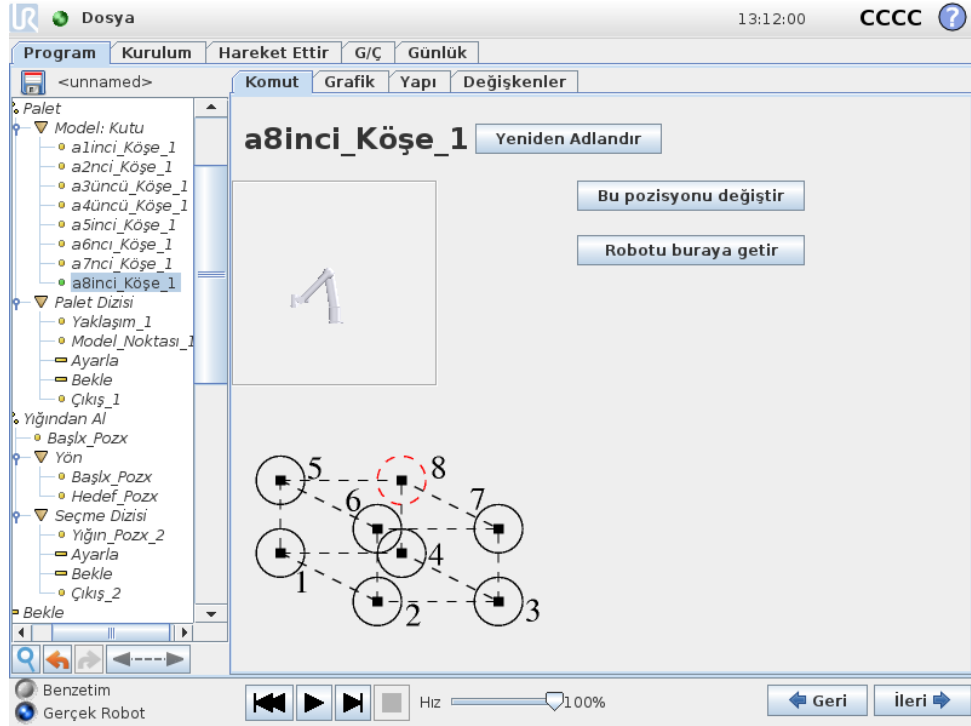 UR Dosya 13:12:00 CCCC ?
Program Kurulum Hareket Ettir G/Ç Günlük
<unnamed>
Komut Grafik Yapı Değişkenler
Palet
Model: Kutu
a1inci_Köşe_1
a2nci_Köşe_1
a3üncü_Köşe_1
a4üncü_Köşe_1
a5inci_Köşe_1
a6ncı_Köşe_1
a7nci_Köşe_1
a8inci_Köşe_1
Palet Dizisi
Yaklaşım_1
Model_Noktası_1
Ayarla
Bekle
Çıkış_1
Yığından Al
Başlx_Pozx
Yön
Başlx_Pozx
Hedef_Pozx
Seçme Dizisi
Yığın_Pozx_2
Ayarla
Bekle
Çıkış_2
Bekle
a8inci_Köşe_1 Yeniden Adlandır
Bu pozisyonu değiştir
Robotu buraya getir
5 8
6 7
1 4
2 3
Benzetim
Gerçek Robot
Hız 100%
Geri İleri